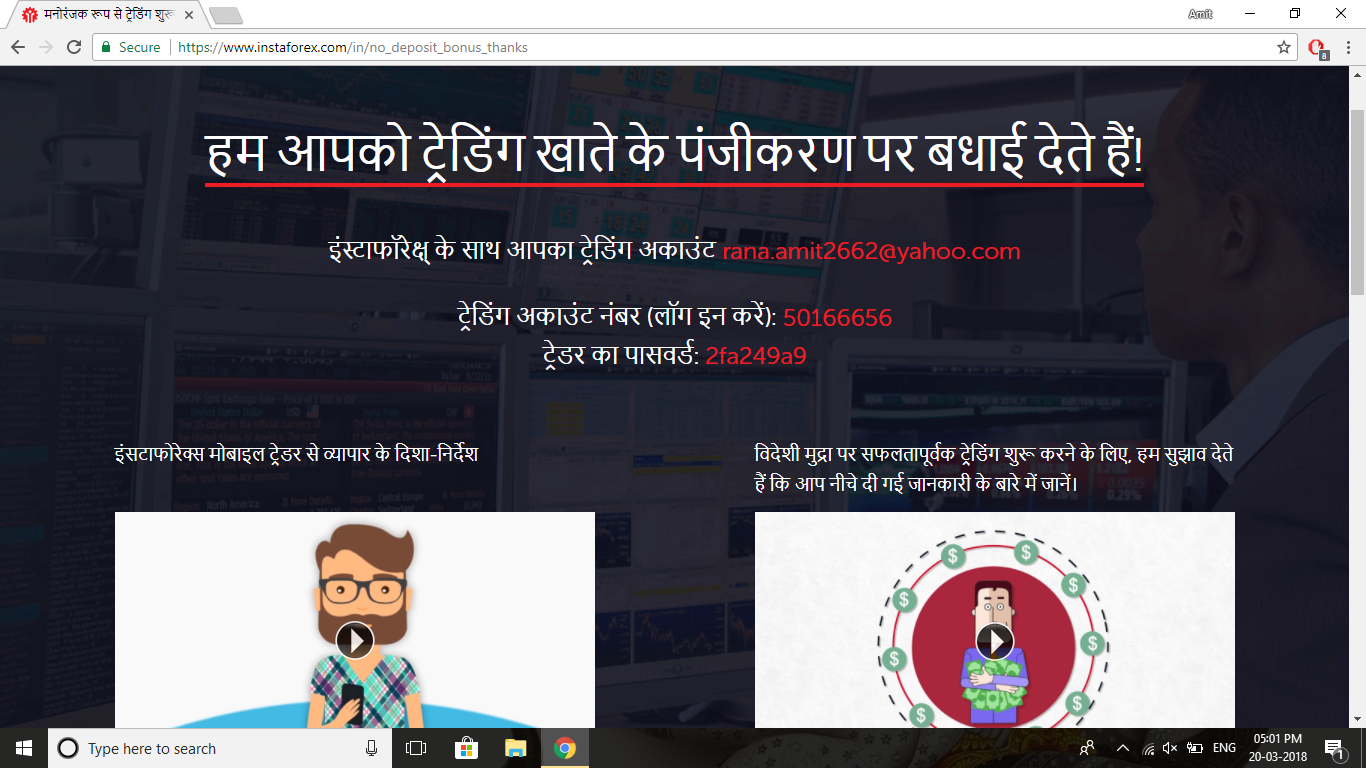 मनोरंजक रूप से ट्रेडिंग शुरू
Amit
Secure
https://www.instaforex.com/in/no_deposit_bonus_thanks
8
हम आपको ट्रेडिंग खाते के पंजीकरण पर बधाई देते हैं!
इंस्टाफॉरेक्ष् के साथ आपका ट्रेडिंग अकाउंट rana.amit2662@yahoo.com
ट्रेडिंग अकाउंट नंबर (लॉग इन करें): 50166656
ट्रेडर का पासवर्ड: 2fa249a9
इंसटाफोरेक्स मोबाइल ट्रेडर से व्यापार के दिशा-निर्देश
विदेशी मुद्रा पर सफलतापूर्वक ट्रेडिंग शुरू करने के लिए, हम सुझाव देते
हैं कि आप नीचे दी गई जानकारी के बारे में जानें।
$ $ $ $ $ $ $ $
Type here to search
ENG
05:01 PM
20-03-2018
1